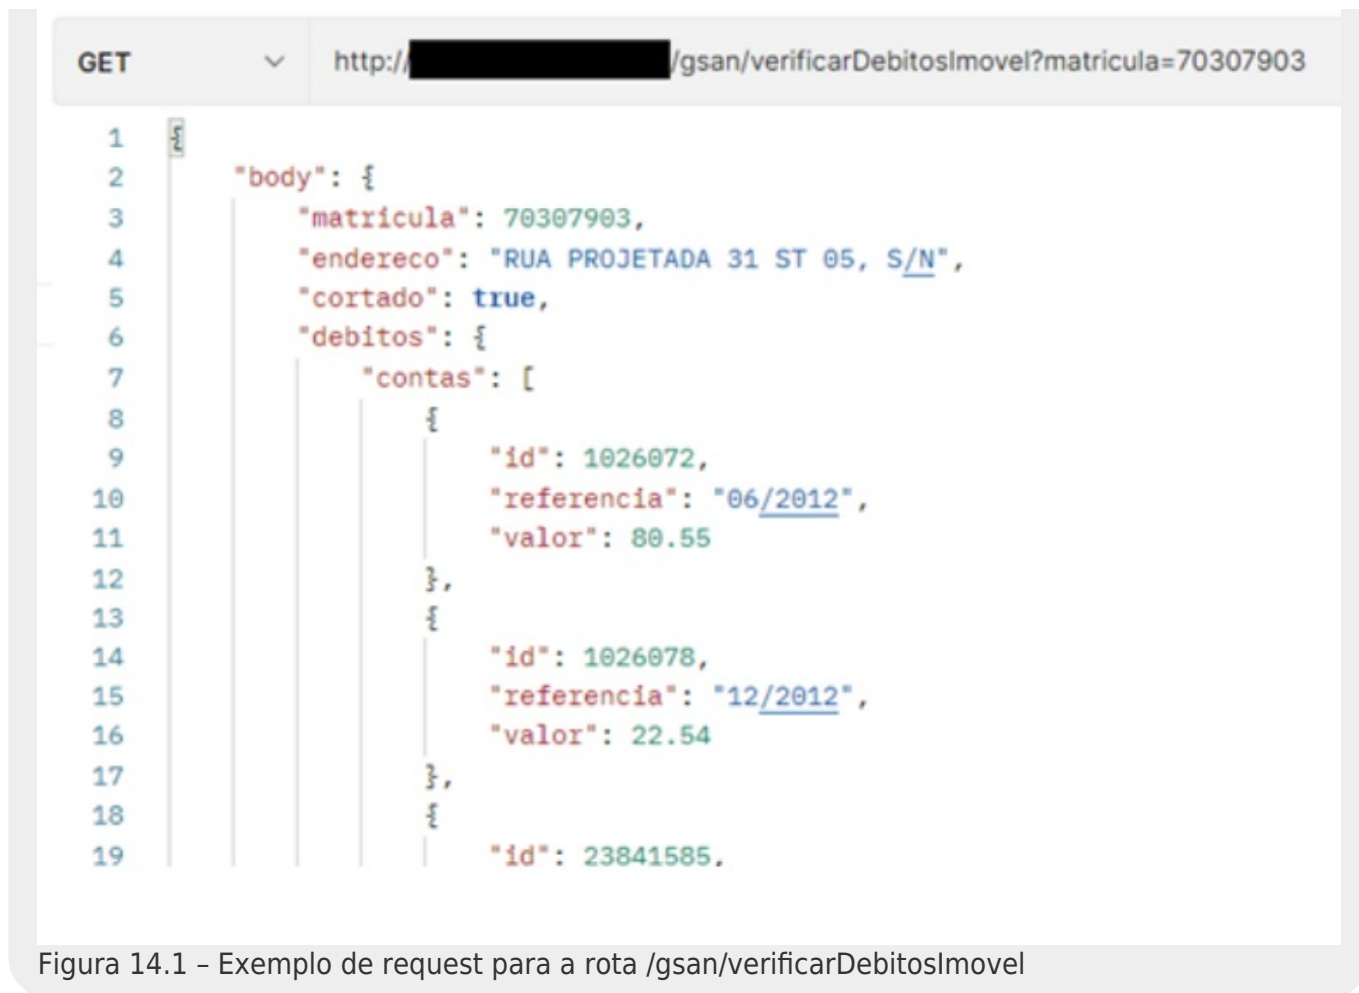 GET http:// /gsan/verificarDebitosImovel?matricula=70307903
1 {
2 "body": {
3 "matricula": 70307903,
4 "endereco": "RUA PROJETADA 31 ST 05, S/N",
5 "cortado": true,
6 "debitos": {
7 "contas": [
8 {
9 "id": 1026072,
10 "referencia": "06/2012",
11 "valor": 80.55
12 },
13 {
14 "id": 1026078,
15 "referencia": "12/2012",
16 "valor": 22.54
17 },
18 {
19 "id": 23841585,
Figura 14.1 – Exemplo de request para a rota /gsan/verificarDebitosImovel